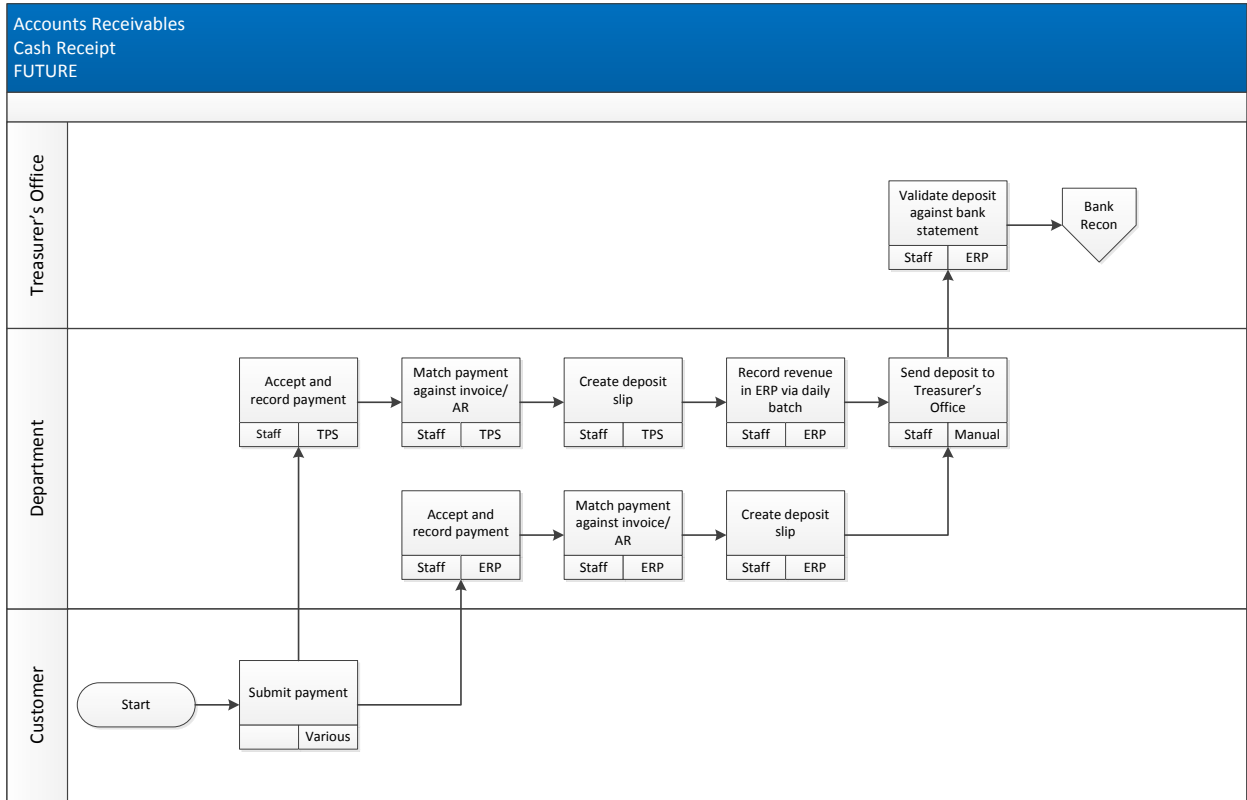 Accounts Receivables
Cash Receipt
FUTURE
Treasurer's Office
Validate deposit
against bank
statement
Staff
ERP
Bank
Recon
Department
Accept and
record payment
Staff
TPS
Match payment
against invoice/
AR
Staff
TPS
Create deposit
slip
Staff
TPS
Record revenue
in ERP via daily
batch
Staff
ERP
Send deposit to
Treasurer's
Office
Staff
Manual
Accept and
record payment
Staff
ERP
Match payment
against invoice/
AR
Staff
ERP
Create deposit
slip
Staff
ERP
Customer
Start
Submit payment
Various